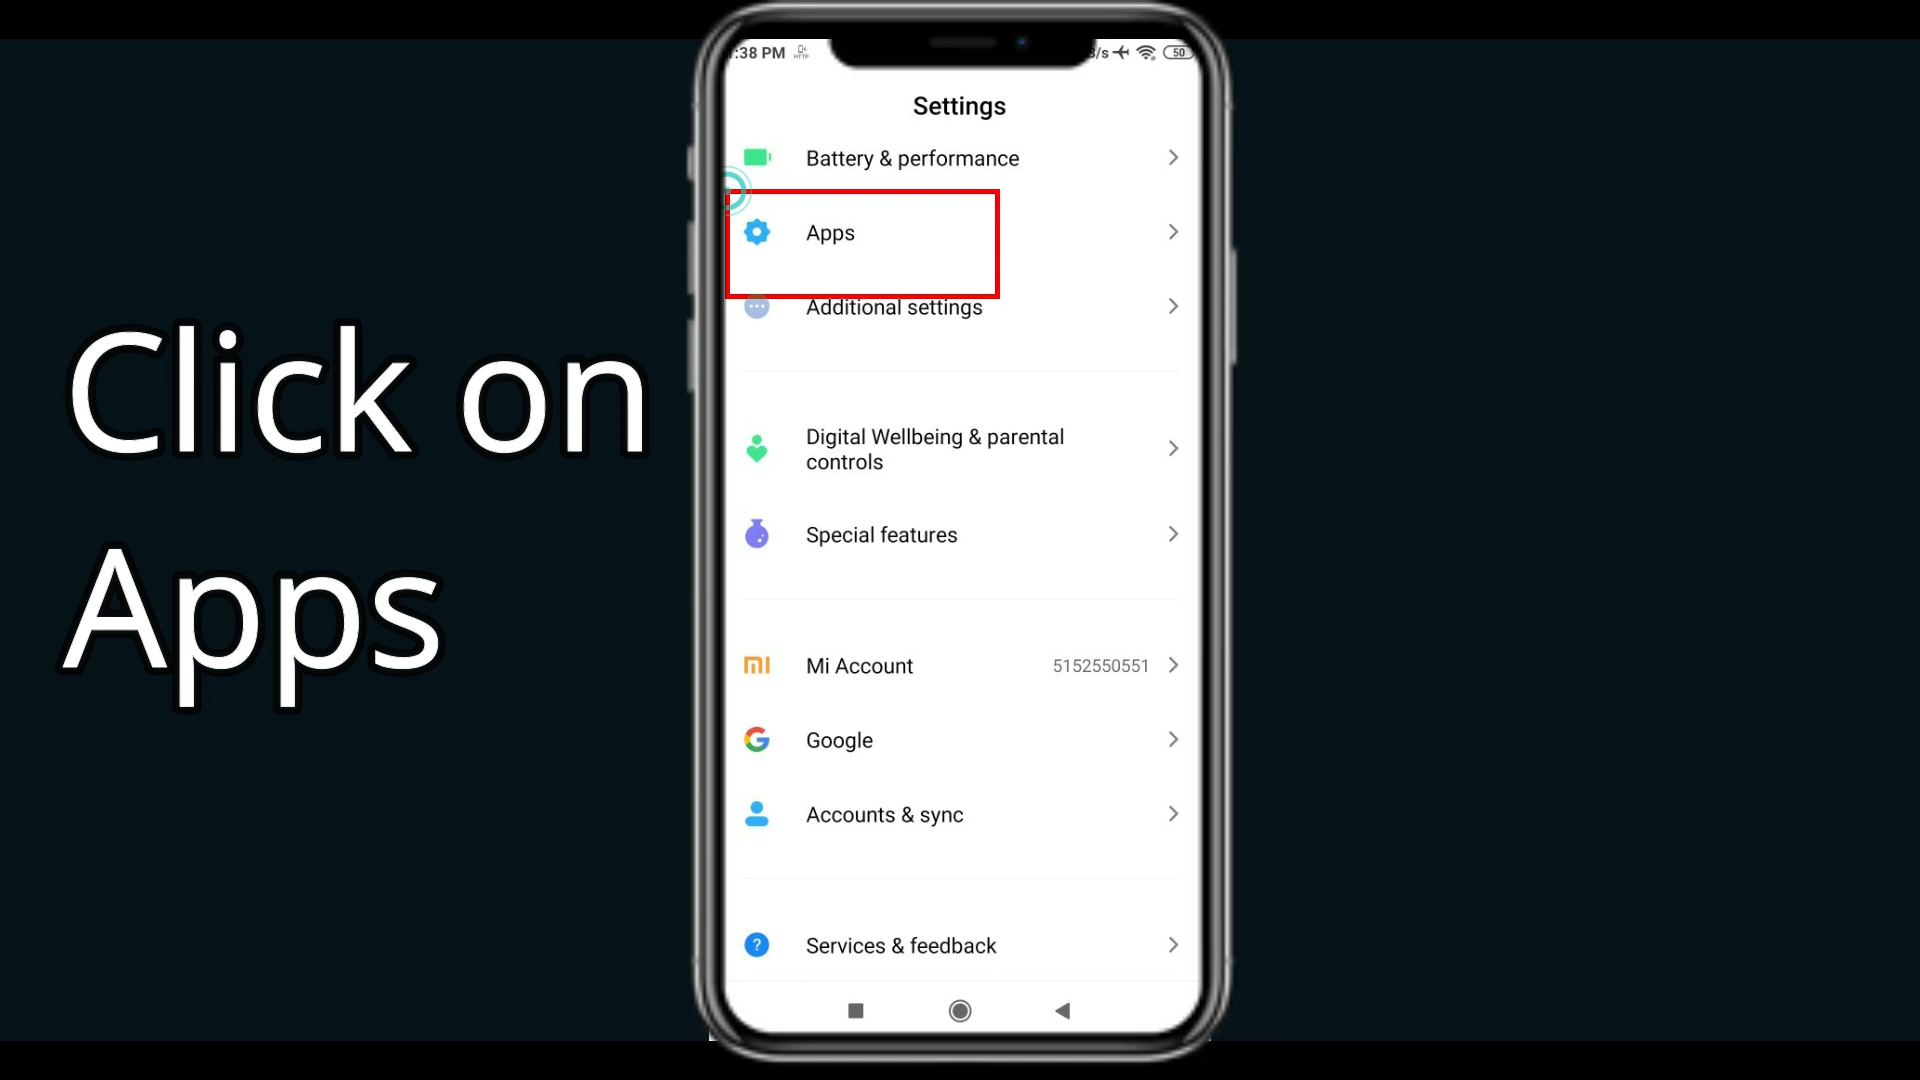 :38 PM
/s
50
Settings
Battery & performance
Apps
Additional settings
Digital Wellbeing & parental
controls
Special features
Mi Account 5152550551
Google
Accounts & sync
Services & feedback
Click on
Apps